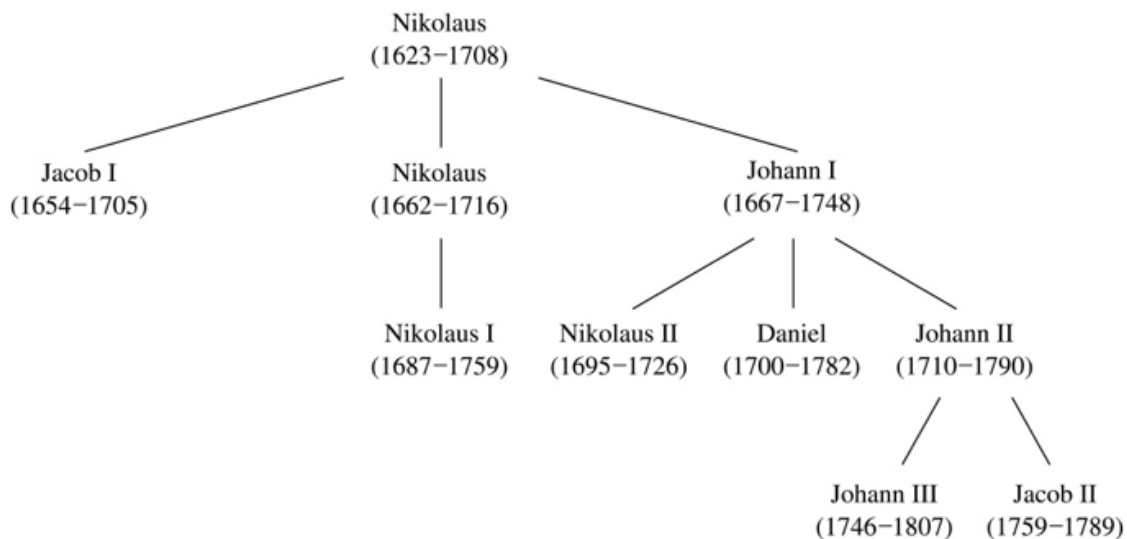 Nikolaus
(1623–1708)
Jacob I
(1654–1705)
Nikolaus
(1662–1716)
Johann I
(1667–1748)
Nikolaus I
(1687–1759)
Nikolaus II
(1695–1726)
Daniel
(1700–1782)
Johann II
(1710–1790)
Johann III
(1746–1807)
Jacob II
(1759–1789)